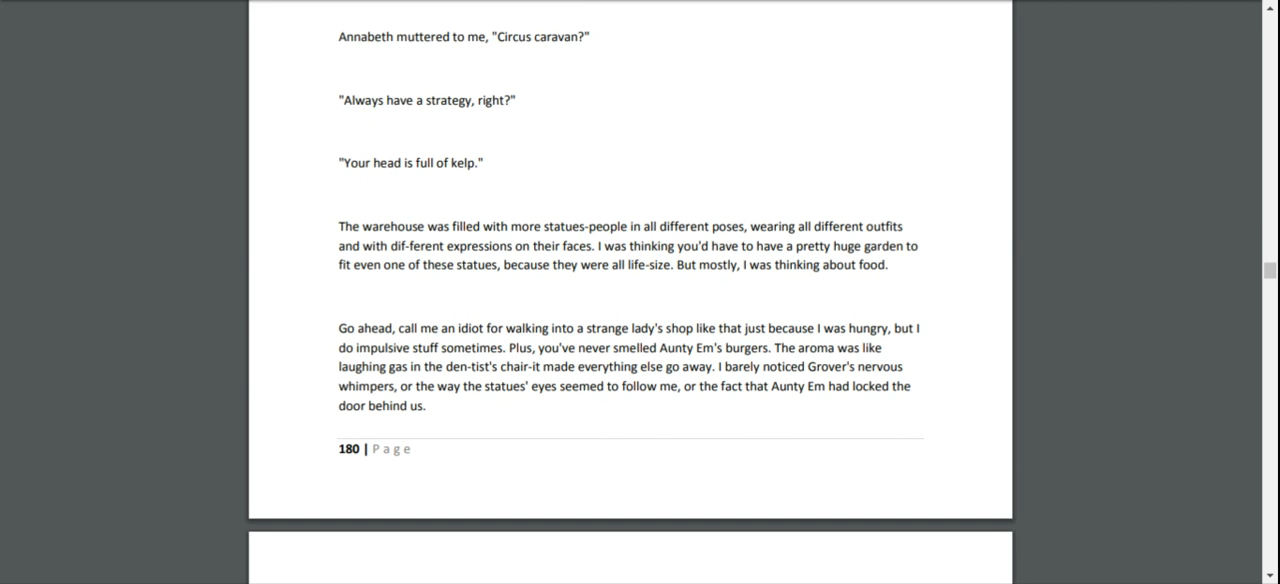 Annabeth muttered to me, "Circus caravan?"
"Always have a strategy, right?"
"Your head is full of kelp."
The warehouse was filled with more statues-people in all different poses, wearing all different outfits
and with dif-ferent expressions on their faces. I was thinking you'd have to have a pretty huge garden to
fit even one of these statues, because they were all life-size. But mostly, I was thinking about food.
Go ahead, call me an idiot for walking into a strange lady's shop like that just because I was hungry, but I
do impulsive stuff sometimes. Plus, you've never smelled Aunty Em's burgers. The aroma was like
laughing gas in the den-tist's chair-it made everything else go away. I barely noticed Grover's nervous
whimpers, or the way the statues' eyes seemed to follow me, or the fact that Aunty Em had locked the
door behind us.
180 | Page